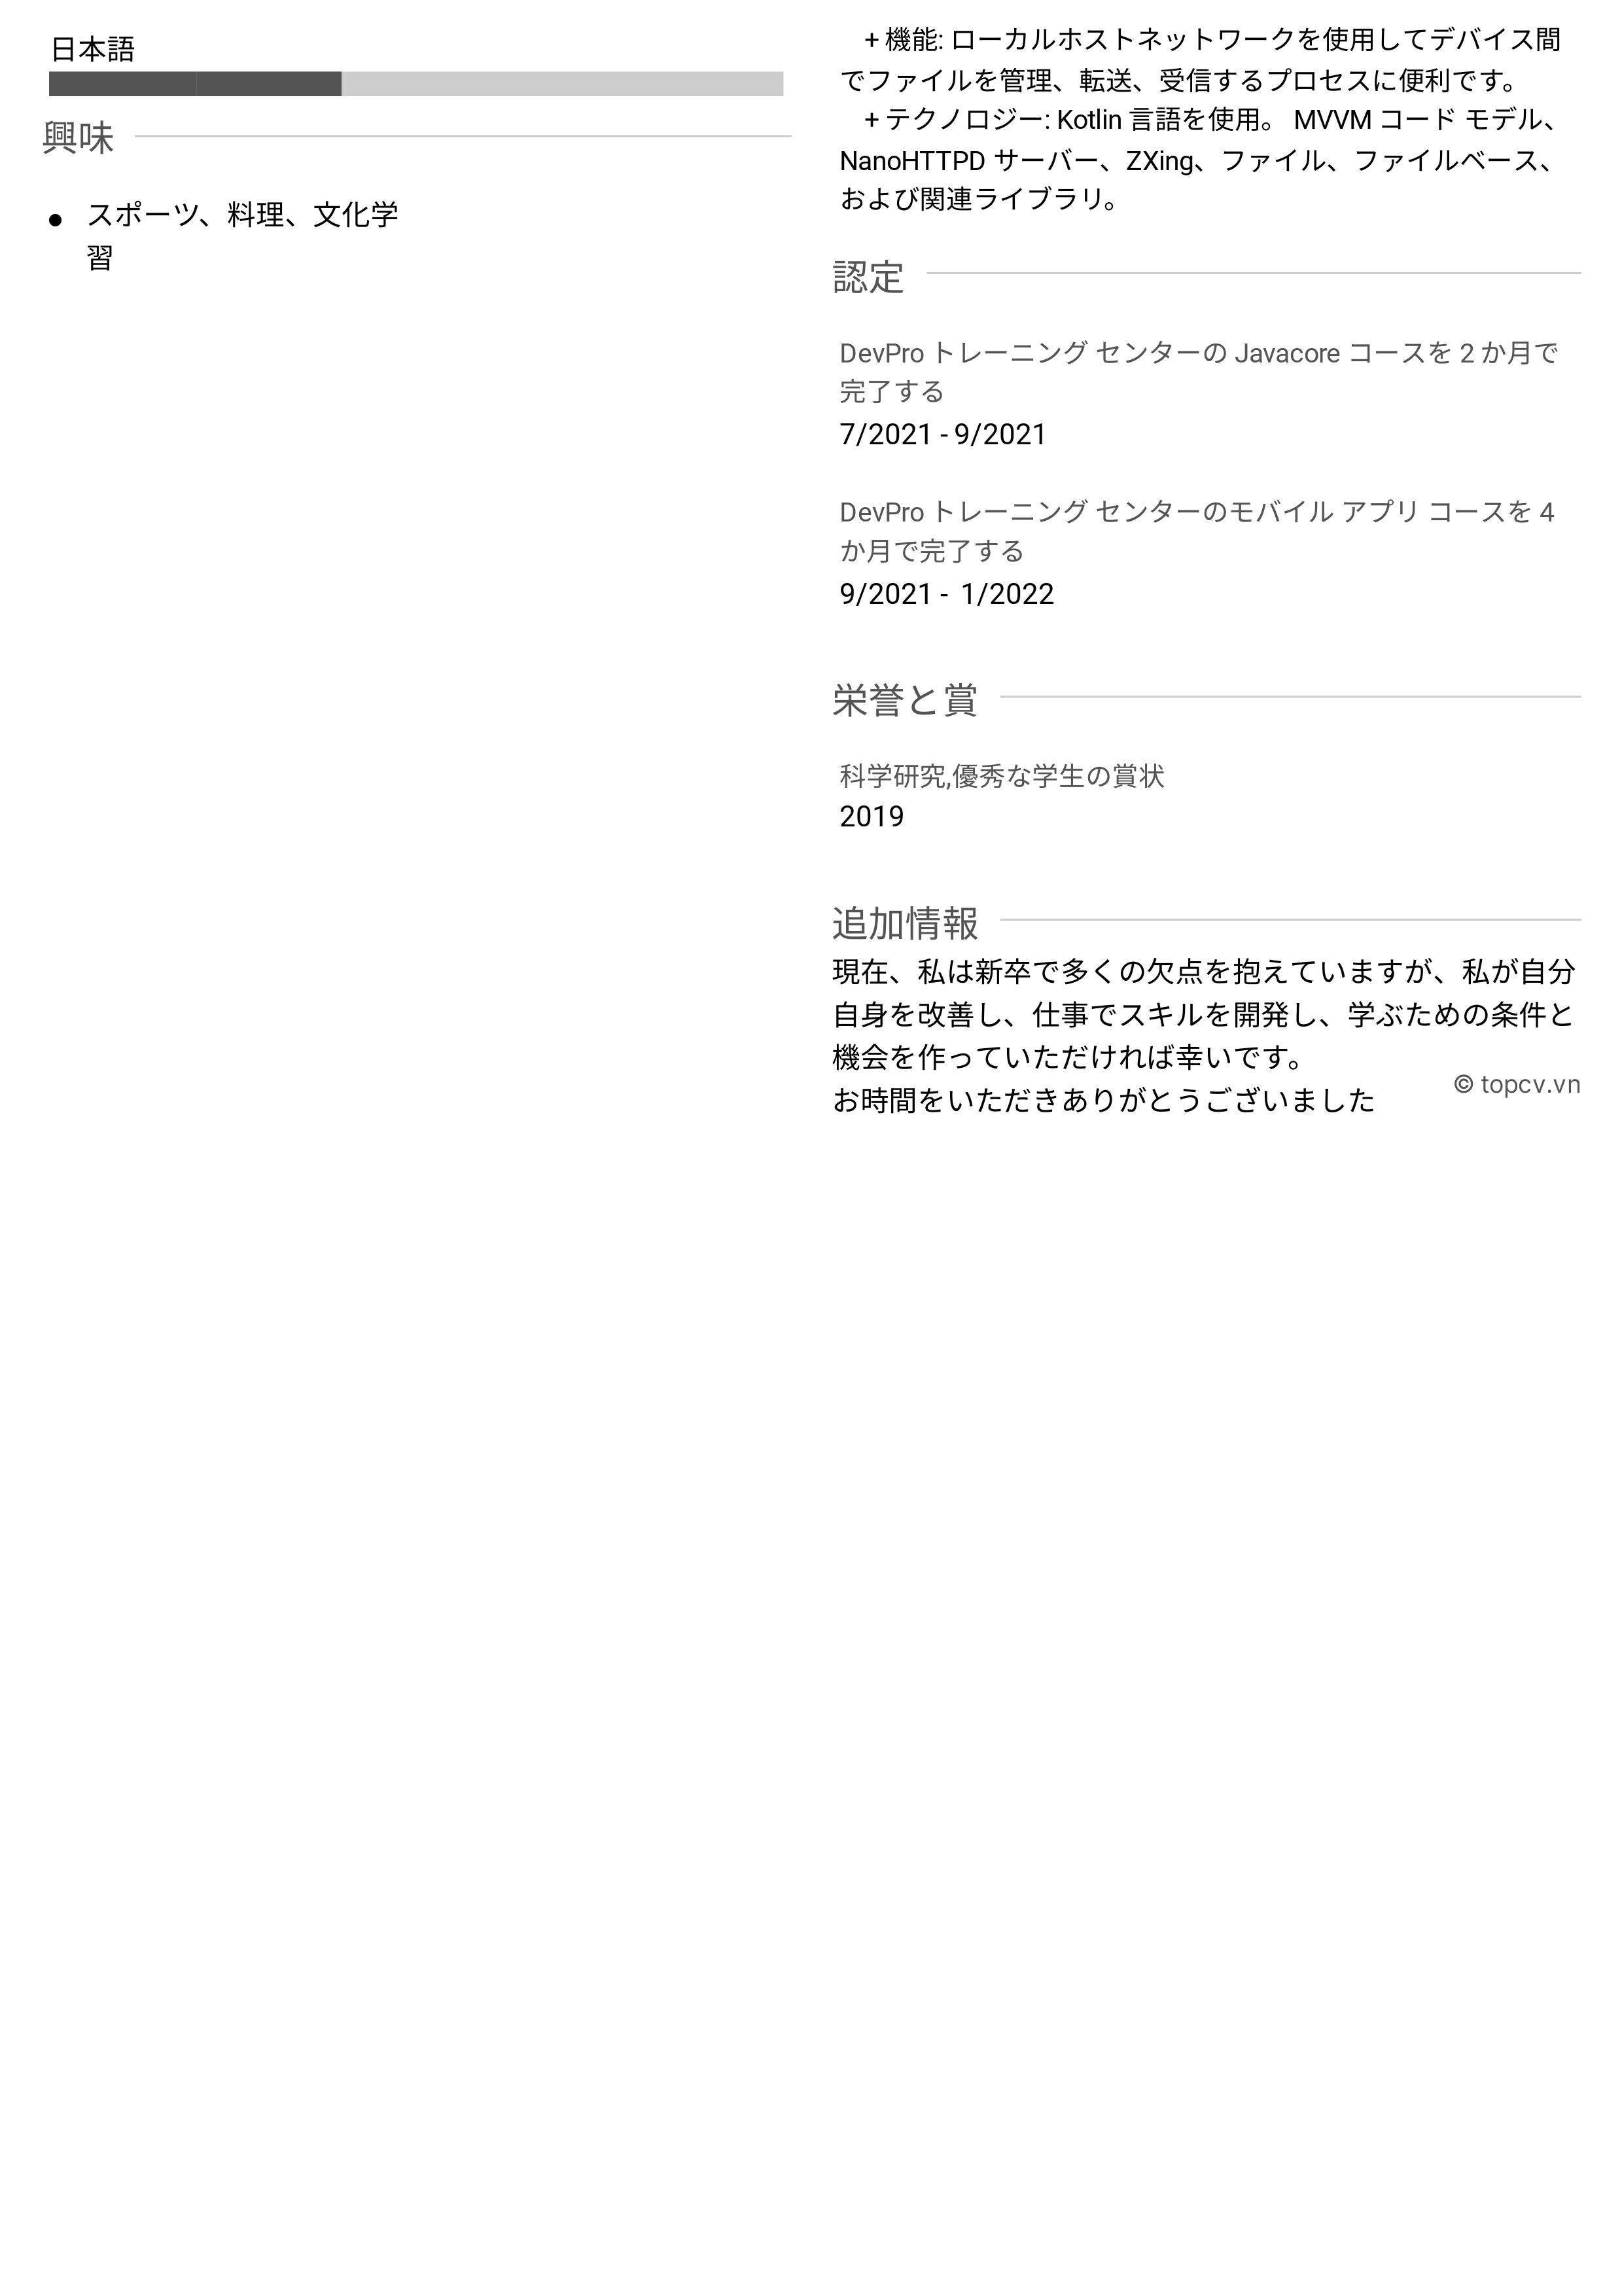 日本語
興味
スポーツ、料理、文化学
習
+ 機能: ローカルホストネットワークを使用してデバイス間
でファイルを管理、転送、受信するプロセスに便利です。
+ テクノロジー: Kotlin 言語を使用。 MVVM コード モデル、
NanoHTTPD サーバー、ZXing、ファイル、ファイルベース、
および関連ライブラリ。
認定
DevPro トレーニング センターの Javacore コースを 2 か月で
完了する
7/2021 - 9/2021
DevPro トレーニング センターのモバイル アプリ コースを 4
か月で完了する
9/2021 -  1/2022
栄誉と賞
科学研究,優秀な学生の賞状
2019
追加情報
現在、私は新卒で多くの欠点を抱えていますが、私が自分
自身を改善し、仕事でスキルを開発し、学ぶための条件と
機会を作っていただければ幸いです。
お時間をいただきありがとうございました
© topcv.vn